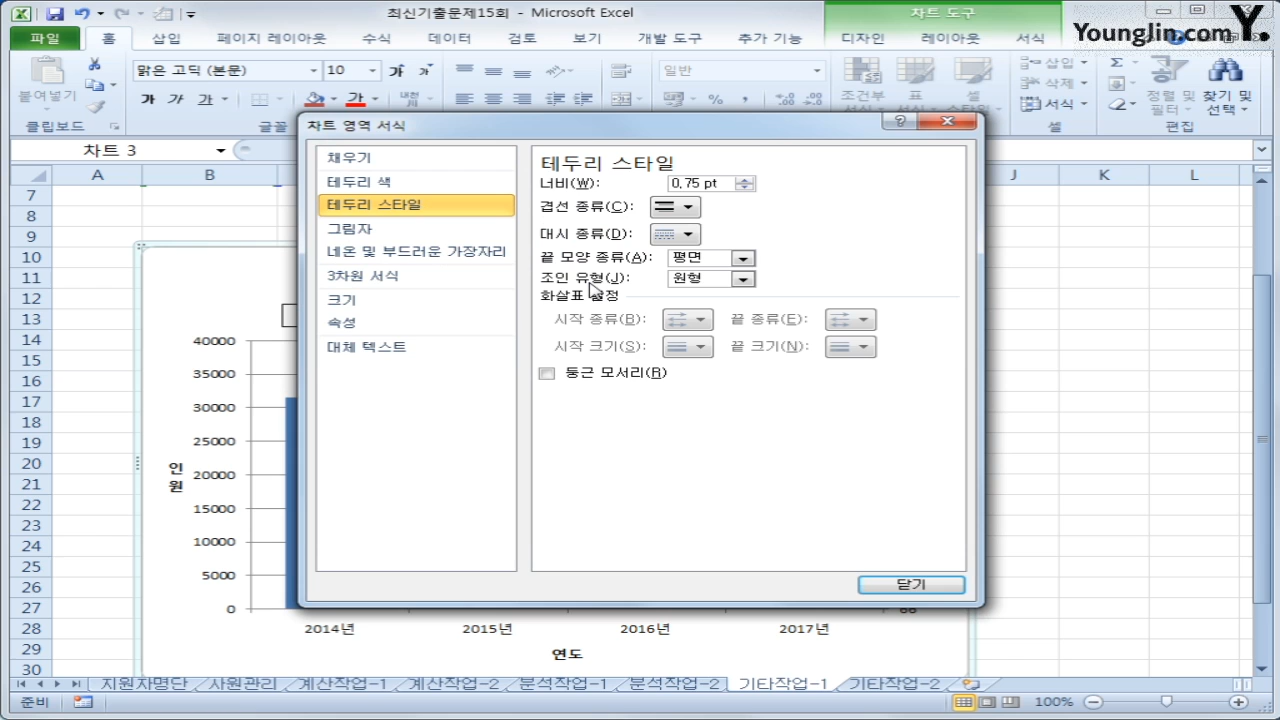 최신기출문제15회 - Microsoft Excel
차트 도구
Younglin.com Y.
파일 홈 삽입 페이지 레이아웃 수식 데이터 검토 보기 개발 도구 추가 기능 디자인 레이아웃 서식
맑은 고딕 (본문) 10 일반
붙여넣기
가 가 가 가 내천
조건부 표 셀
삽입
삭제
서식
정렬 및 필터 찾기 및 선택
클립보드 글꼴 셀 편집
차트 3
A B J K L
7
8
9
10
11
12
13
14
15
16
17
18
19
20
21
22
23
24
25
26
27
28
29
30
차트 영역 서식
채우기
테두리 색
테두리 스타일
그림자
네온 및 부드러운 가장자리
3차원 서식
크기
속성
대체 텍스트
테두리 스타일
너비(W): 0.75 pt
겹선 종류(C):
대시 종류(D):
끝 모양 종류(A): 평면
조인 유형(J): 원형
화살표 설정
시작 종류(B): 끝 종류(E):
시작 크기(S): 끝 크기(N):
둥근 모서리(R)
닫기
40000
35000
30000
25000
20000
15000
10000
5000
0
인원
2014년 2015년 2016년 2017년
연도
지원자명단 사원관리 계산작업-1 계산작업-2 분석작업-1 분석작업-2 기타작업-1 기타작업-2
준비 100%